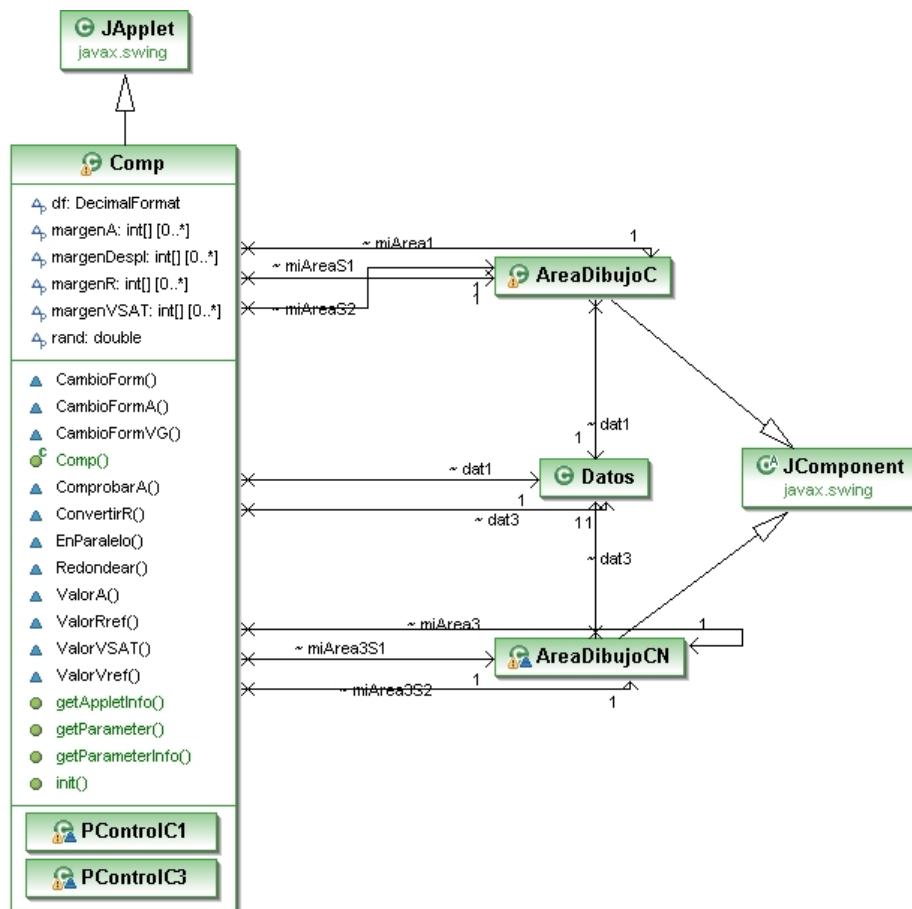 JApplet
javax.swing
Comp
df: DecimalFormat
margenA: int[] [0..*]
margenDespl: int[] [0..*]
margenR: int[] [0..*]
margenVSAT: int[] [0..*]
rand: double
CambioForm()
CambioFormA()
CambioFormVG()
Comp()
ComprobarA()
ConvertirR()
EnParalelo()
Redondear()
ValorA()
ValorRref()
ValorVSAT()
ValorVref()
getAppletInfo()
getParameter()
getParameterInfo()
init()
PControlC1
PControlC3
~ miArea1
1
~ miAreaS1
1
~ miAreaS2
1
AreaDibujoC
~ dat1
1
~ dat1
1
Datos
~ dat3
1
1
~ dat3
JComponent
javax.swing
~ miArea3
1
~ miArea3S1
1
AreaDibujoCN
~ miArea3S2
1